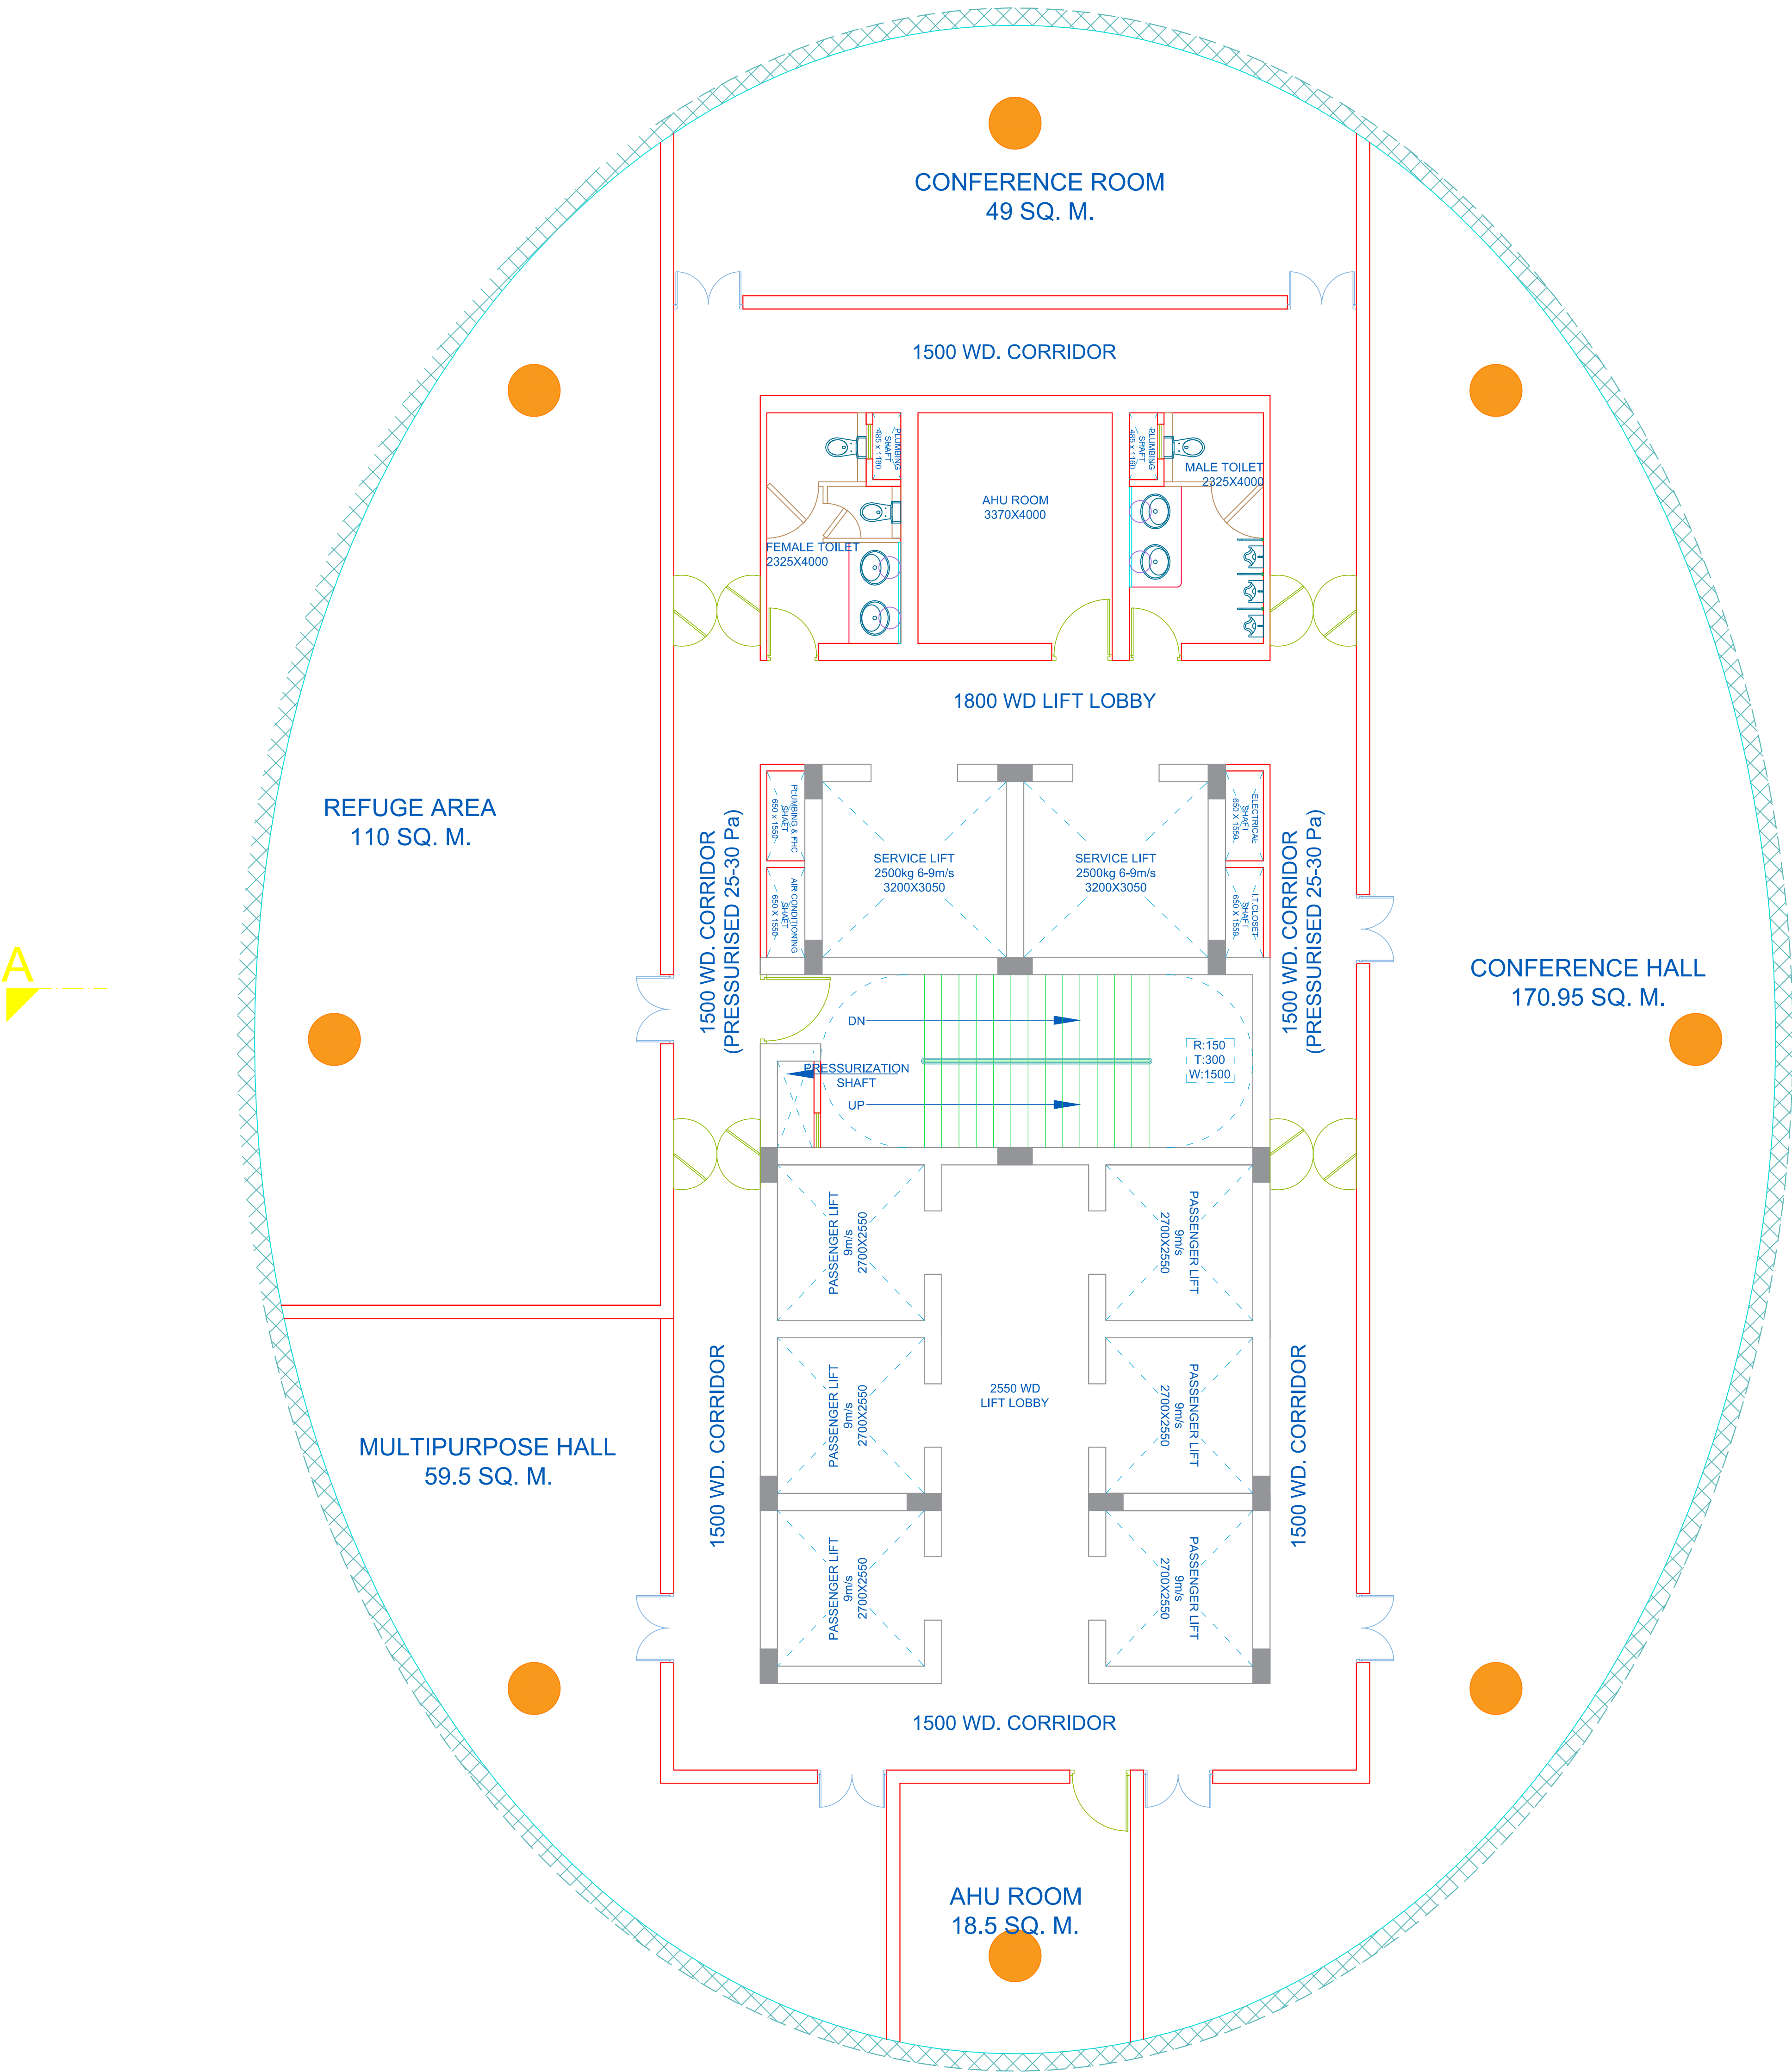 CONFERENCE ROOM
49 SQ. M.
1500 WD. CORRIDOR
PLUMBING
SHAFT
485 x 1180
PLUMBING
SHAFT
485 x 1180
MALE TOILET
2325X4000
AHU ROOM
3370X4000
FEMALE TOILET
2325X4000
1800 WD LIFT LOBBY
REFUGE AREA
110 SQ. M.
1500 WD. CORRIDOR
(PRESSURISED 25-30 Pa)
PLUMBING & FHC
SHAFT
650 x 1550
AIR CONDITIONING
SHAFT
650 X 1550
SERVICE LIFT
2500kg 6-9m/s
3200X3050
SERVICE LIFT
2500kg 6-9m/s
3200X3050
ELECTRICAL
SHAFT
650 X 1550
I.T.CLOSET
SHAFT
650 X 1550
1500 WD. CORRIDOR
(PRESSURISED 25-30 Pa)
A
CONFERENCE HALL
170.95 SQ. M.
DN
R:150
T:300
W:1500
PRESSURIZATION
SHAFT
UP
PASSENGER LIFT
9m/s
2700X2550
PASSENGER LIFT
9m/s
2700X2550
1500 WD. CORRIDOR
PASSENGER LIFT
9m/s
2700X2550
2550 WD
LIFT LOBBY
PASSENGER LIFT
9m/s
2700X2550
1500 WD. CORRIDOR
MULTIPURPOSE HALL
59.5 SQ. M.
PASSENGER LIFT
9m/s
2700X2550
PASSENGER LIFT
9m/s
2700X2550
1500 WD. CORRIDOR
AHU ROOM
18.5 SQ. M.